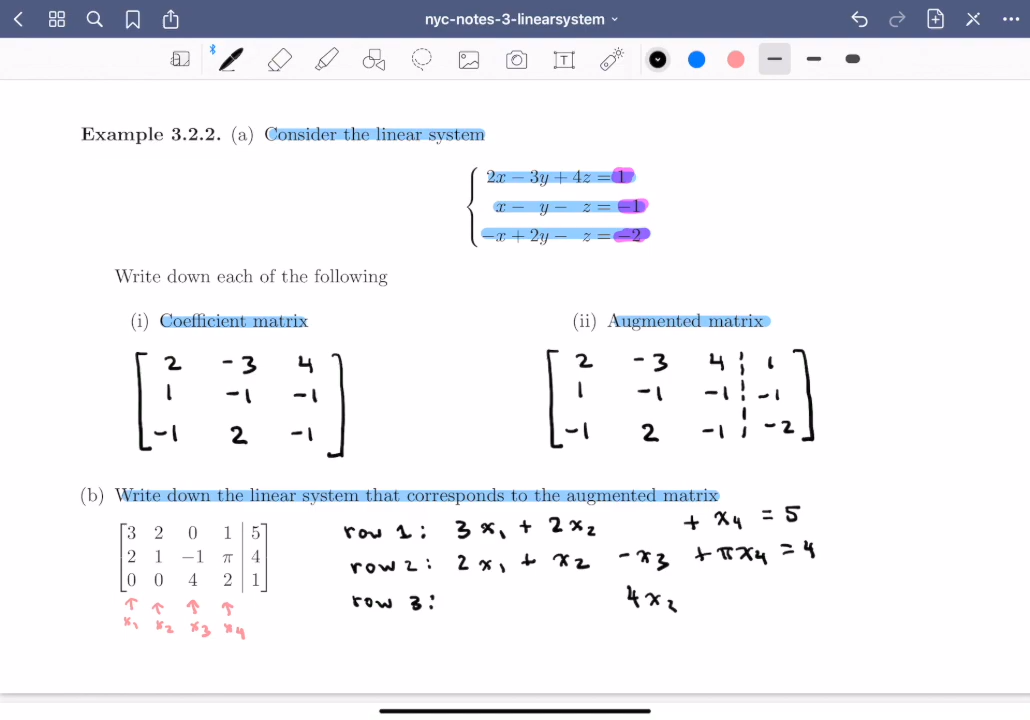 nyc-notes-3-linearsystem
Example 3.2.2. (a) Consider the linear system
2x − 3y + 4z = 1
x − y − z = −1
−x + 2y − z = −2
Write down each of the following
(i) Coefficient matrix
(ii) Augmented matrix
2 -3 4
1 -1 -1
-1 2 -1
2 -3 4 1
1 -1 -1 -1
-1 2 -1 -2
(b) Write down the linear system that corresponds to the augmented matrix
3 2 0 1 5
2 1 −1 π 4
0 0 4 2 1
x₁ x₂ x₃ x₄
row 1: 3x₁ + 2x₂ + x₄ = 5
row 2: 2x₁ + x₂ -x₃ + πx₄ = 4
row 3: 4x₂